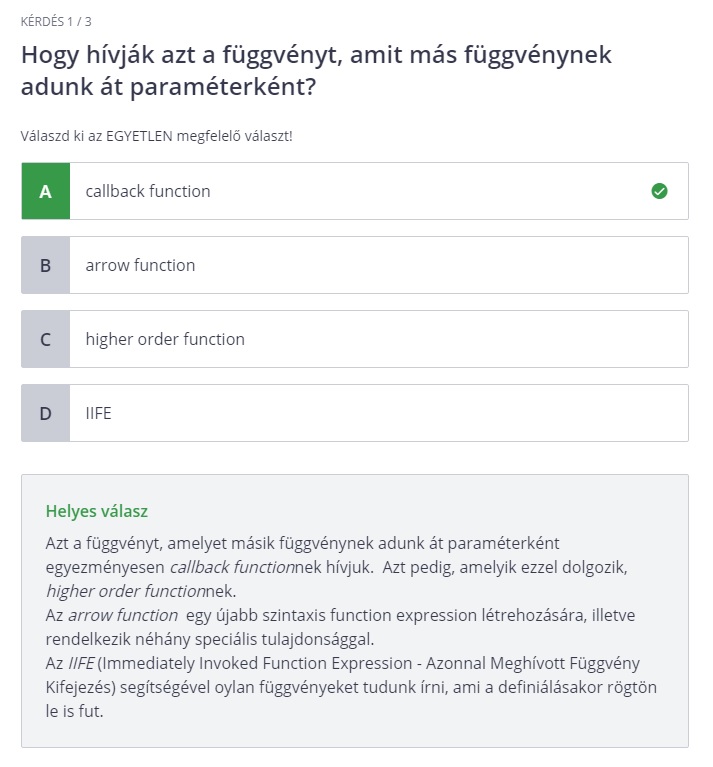 KÉRDÉS 1 / 3
Hogy hívják azt a függvényt, amit más függvénynek
adunk át paraméterként?
Válaszd ki az EGYETLEN megfelelő választ!
A callback function
B arrow function
C higher order function
D IIFE
Helyes válasz
Azt a függvényt, amelyet másik függvénynek adunk át paraméterként
egyezményesen callback functionnek hívjuk. Azt pedig, amelyik ezzel dolgozik,
higher order functionnek.
Az arrow function egy újabb szintaxis function expression létrehozására, illetve
rendelkezik néhány speciális tulajdonsággal.
Az IIFE (Immediately Invoked Function Expression - Azonnal Meghívott Függvény
Kifejezés) segítségével oylan függvényeket tudunk írni, ami a definiálásakor rögtön
le is fut.